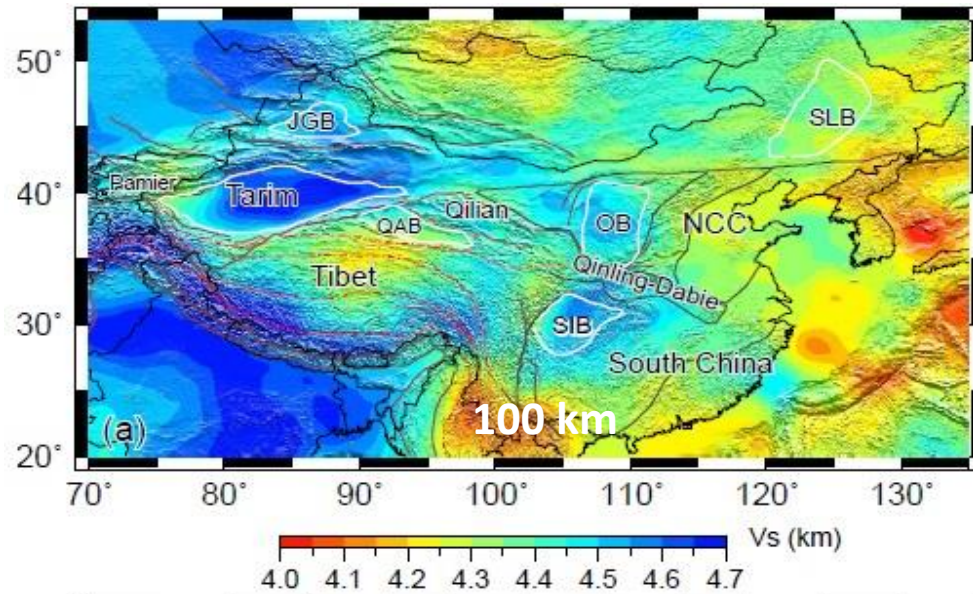 50°
40°
30°
20°
JGB
SLB
Pamier
Tarim
QAB
Qilian
OB
NCC
Tibet
Qinling-Dabie
SIB
South China
100 km
(a)
70° 80° 90° 100° 110° 120° 130°
Vs (km)
4.0 4.1 4.2 4.3 4.4 4.5 4.6 4.7